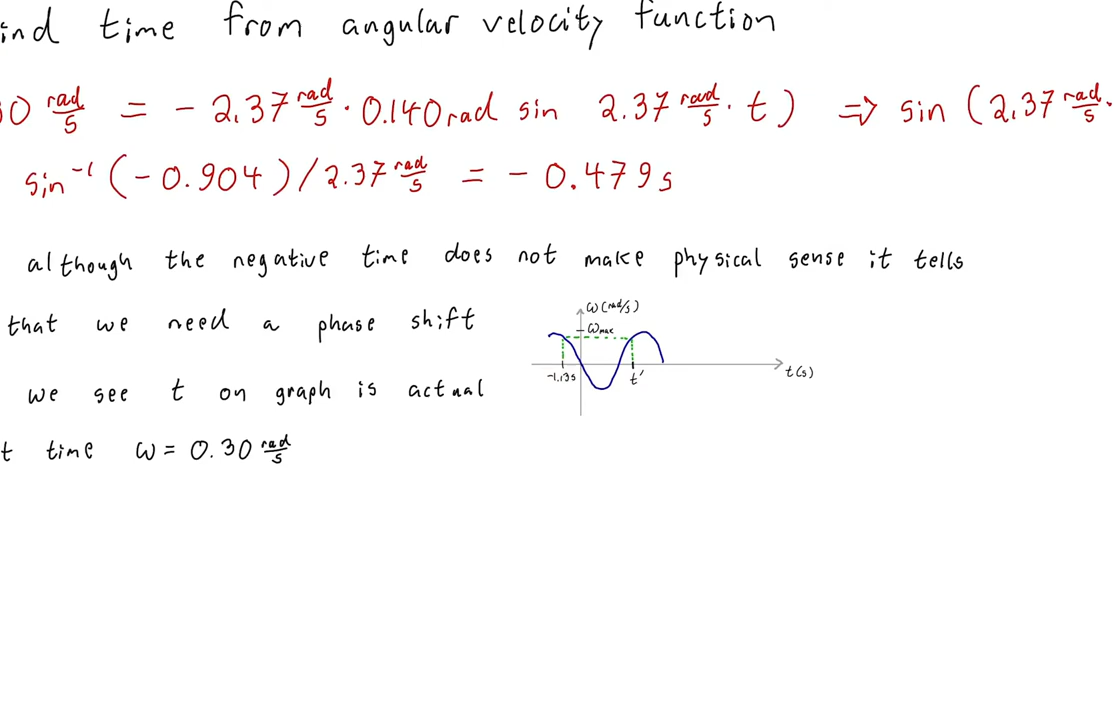 ind time from angular velocity function
0 rad/s = - 2.37 rad/s · 0.140 rad sin 2.37 rad/s · t) => sin (2.37 rad/s ·
sin⁻¹ (-0.904) / 2.37 rad/s = - 0.479 s
although the negative time does not make physical sense it tells
that we need a phase shift
we see t on graph is actual
t time ω = 0.30 rad/s
ω (rad/s)
ωmax
-1.13s
t'
t(s)